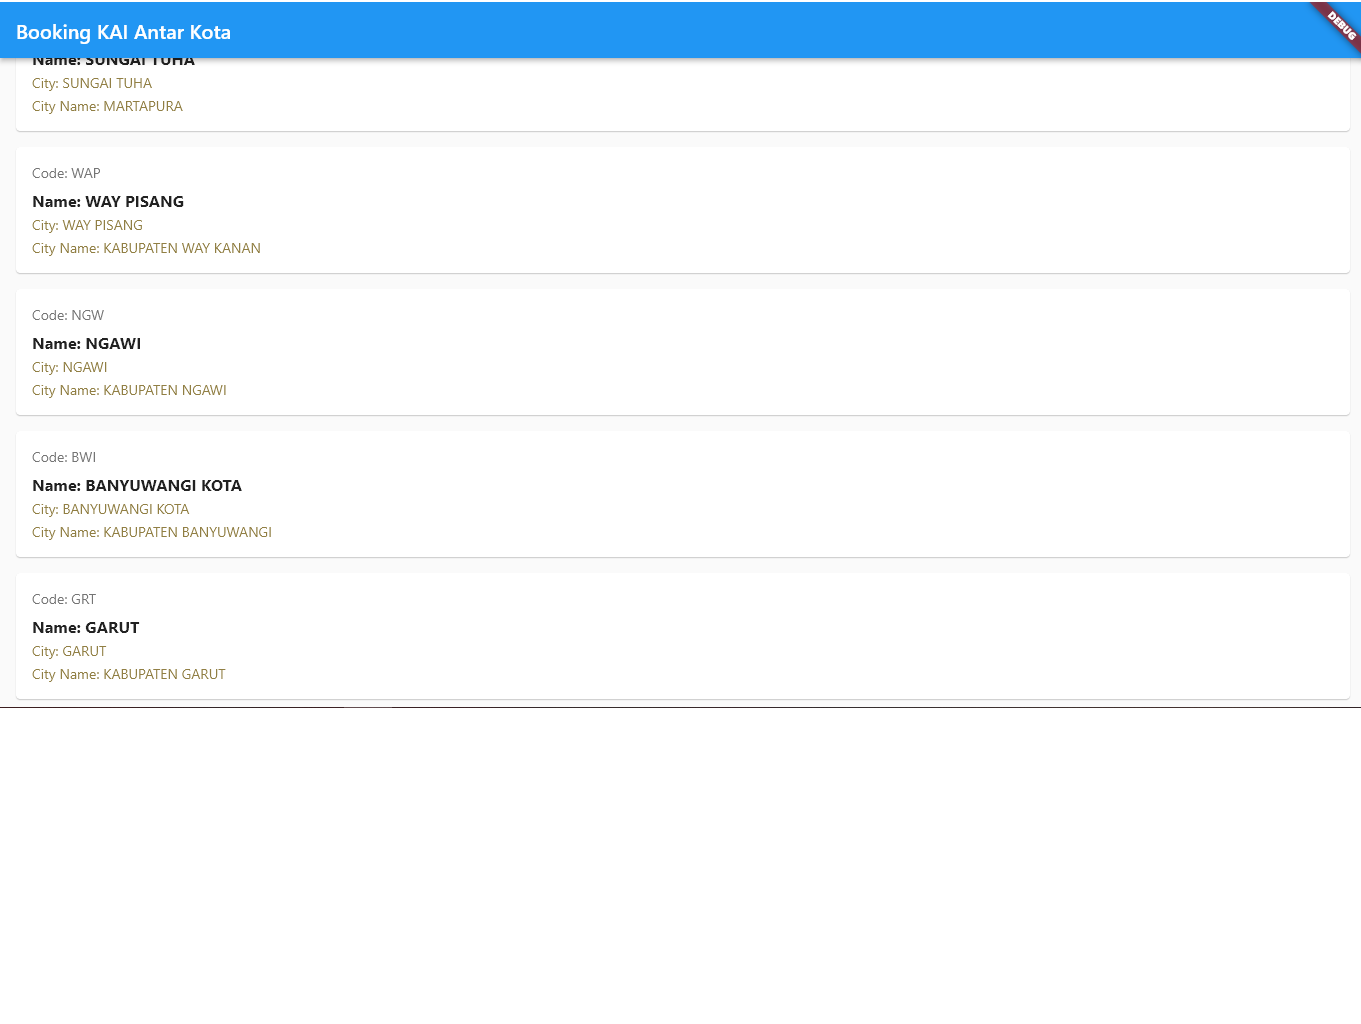 Booking KAI Antar Kota
DEBUG
Name: SUNGAI TUHA
City: SUNGAI TUHA
City Name: MARTAPURA
Code: WAP
Name: WAY PISANG
City: WAY PISANG
City Name: KABUPATEN WAY KANAN
Code: NGW
Name: NGAWI
City: NGAWI
City Name: KABUPATEN NGAWI
Code: BWI
Name: BANYUWANGI KOTA
City: BANYUWANGI KOTA
City Name: KABUPATEN BANYUWANGI
Code: GRT
Name: GARUT
City: GARUT
City Name: KABUPATEN GARUT